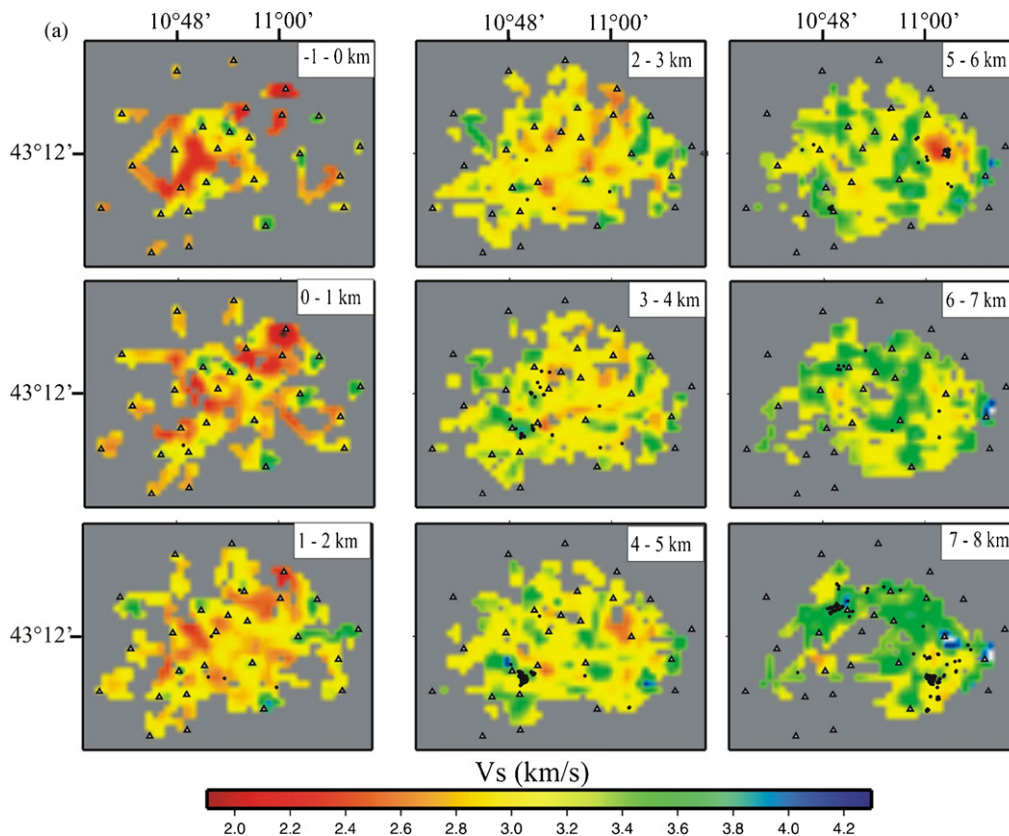 (a)
10°48’ 11°00’ 10°48’ 11°00’ 10°48’ 11°00’
-1 - 0 km 2 - 3 km 5 - 6 km
43°12’
0 - 1 km 3 - 4 km 6 - 7 km
43°12’
1 - 2 km 4 - 5 km 7 - 8 km
43°12’
Vs (km/s)
2.0 2.2 2.4 2.6 2.8 3.0 3.2 3.4 3.6 3.8 4.0 4.2